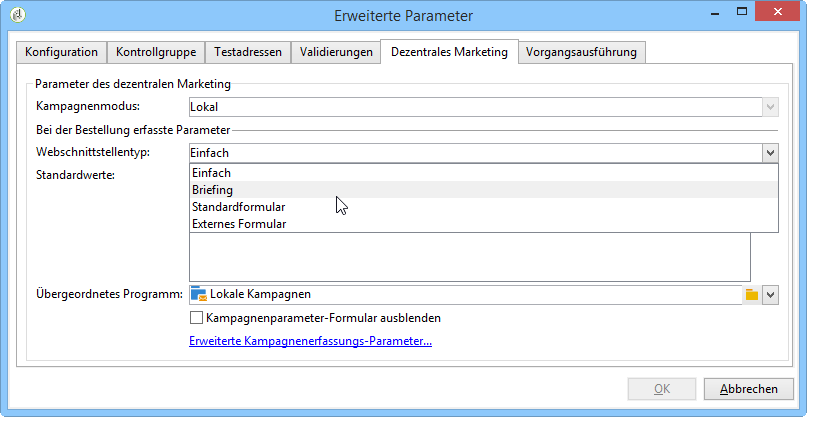 Erweiterte Parameter
Konfiguration Kontrollgruppe Testadressen Validierungen Dezentrales Marketing Vorgangsausführung
Parameter des dezentralen Marketing
Kampagnenmodus: Lokal
Bei der Bestellung erfasste Parameter
Webschnittstellentyp: Einfach
Standardwerte: Einfach
Briefing
Standardformular
Externes Formular
Übergeordnetes Programm: Lokale Kampagnen
Kampagnenparameter-Formular ausblenden
Erweiterte Kampagnenerfassungs-Parameter...
OK Abbrechen